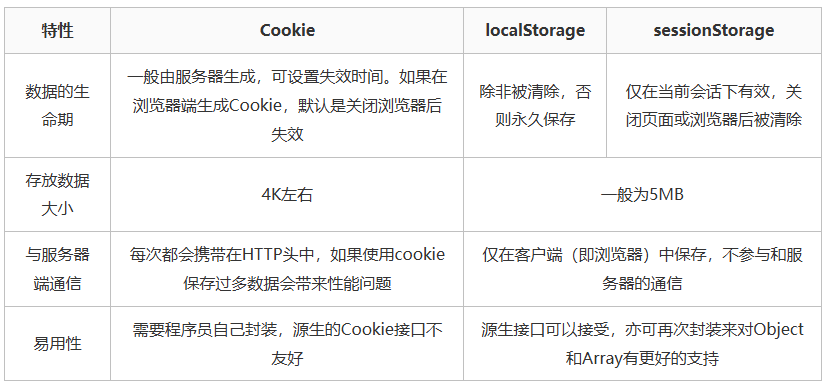 特性
Cookie
localStorage
sessionStorage
数据的生
命期
一般由服务器生成，可设置失效时间。如果在
浏览器端生成Cookie，默认是关闭浏览器后
失效
除非被清除，否
则永久保存
仅在当前会话下有效，关
闭页面或浏览器后被清除
存放数据
大小
4K左右
一般为5MB
与服务器
端通信
每次都会携带在HTTP头中，如果使用cookie
保存过多数据会带来性能问题
仅在客户端（即浏览器）中保存，不参与和服
务器的通信
易用性
需要程序员自己封装，源生的Cookie接口不
友好
源生接口可以接受，亦可再次封装来对Object
和Array有更好的支持